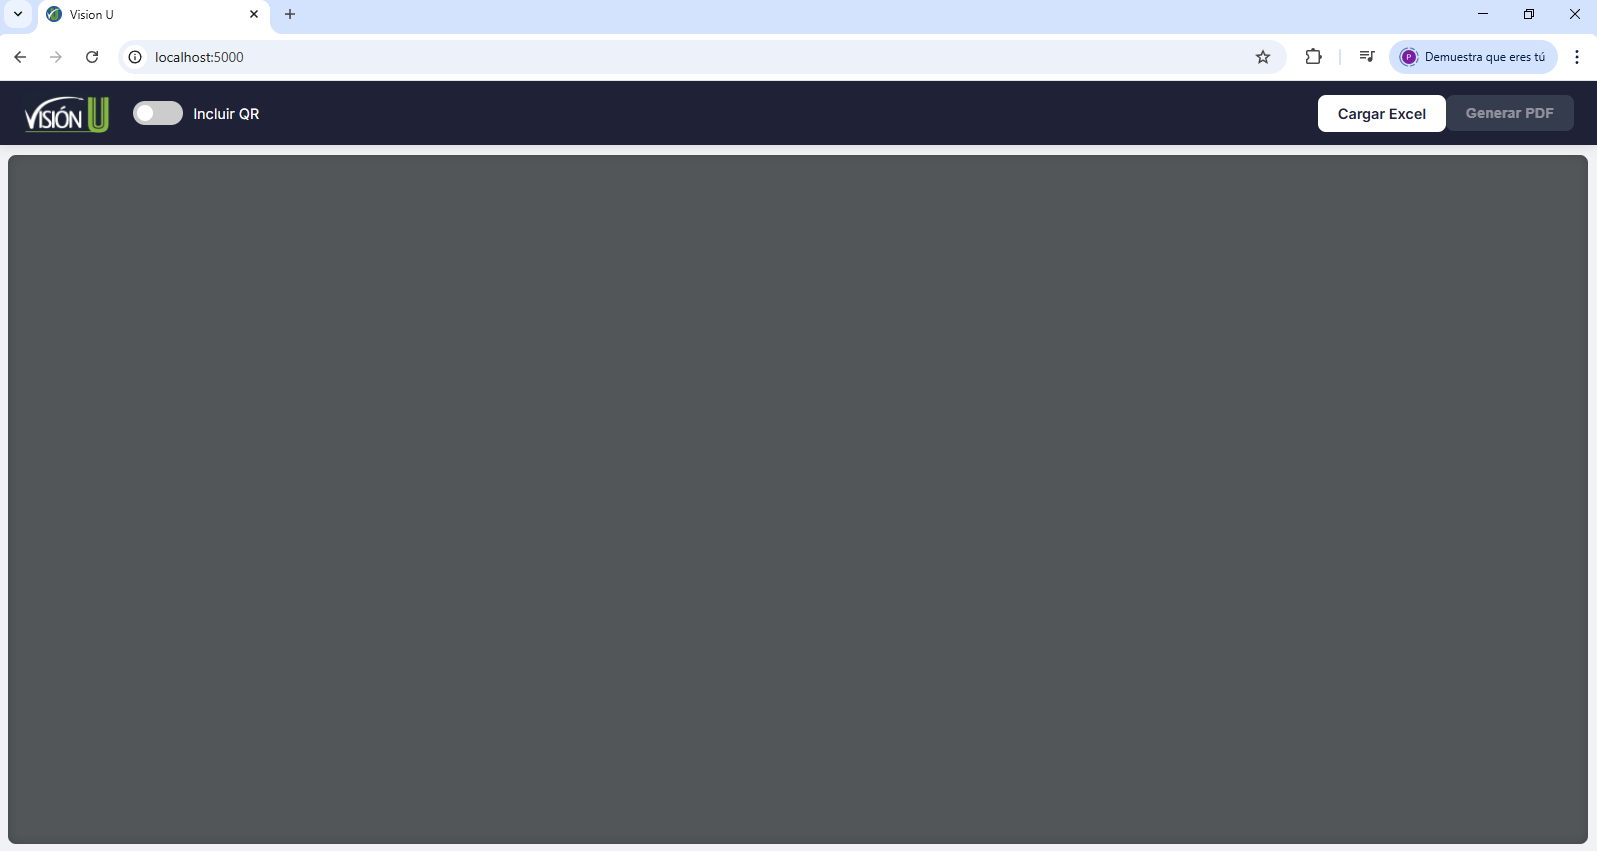 Vision U
localhost:5000
Demuestra que eres tú
VISIÓN U
Incluir QR
Cargar Excel
Generar PDF